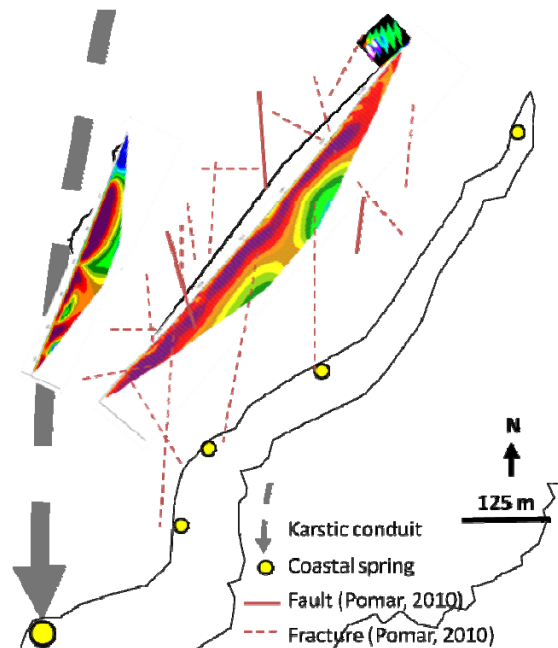 N
125 m
Karstic conduit
Coastal spring
Fault (Pomar, 2010)
Fracture (Pomar, 2010)